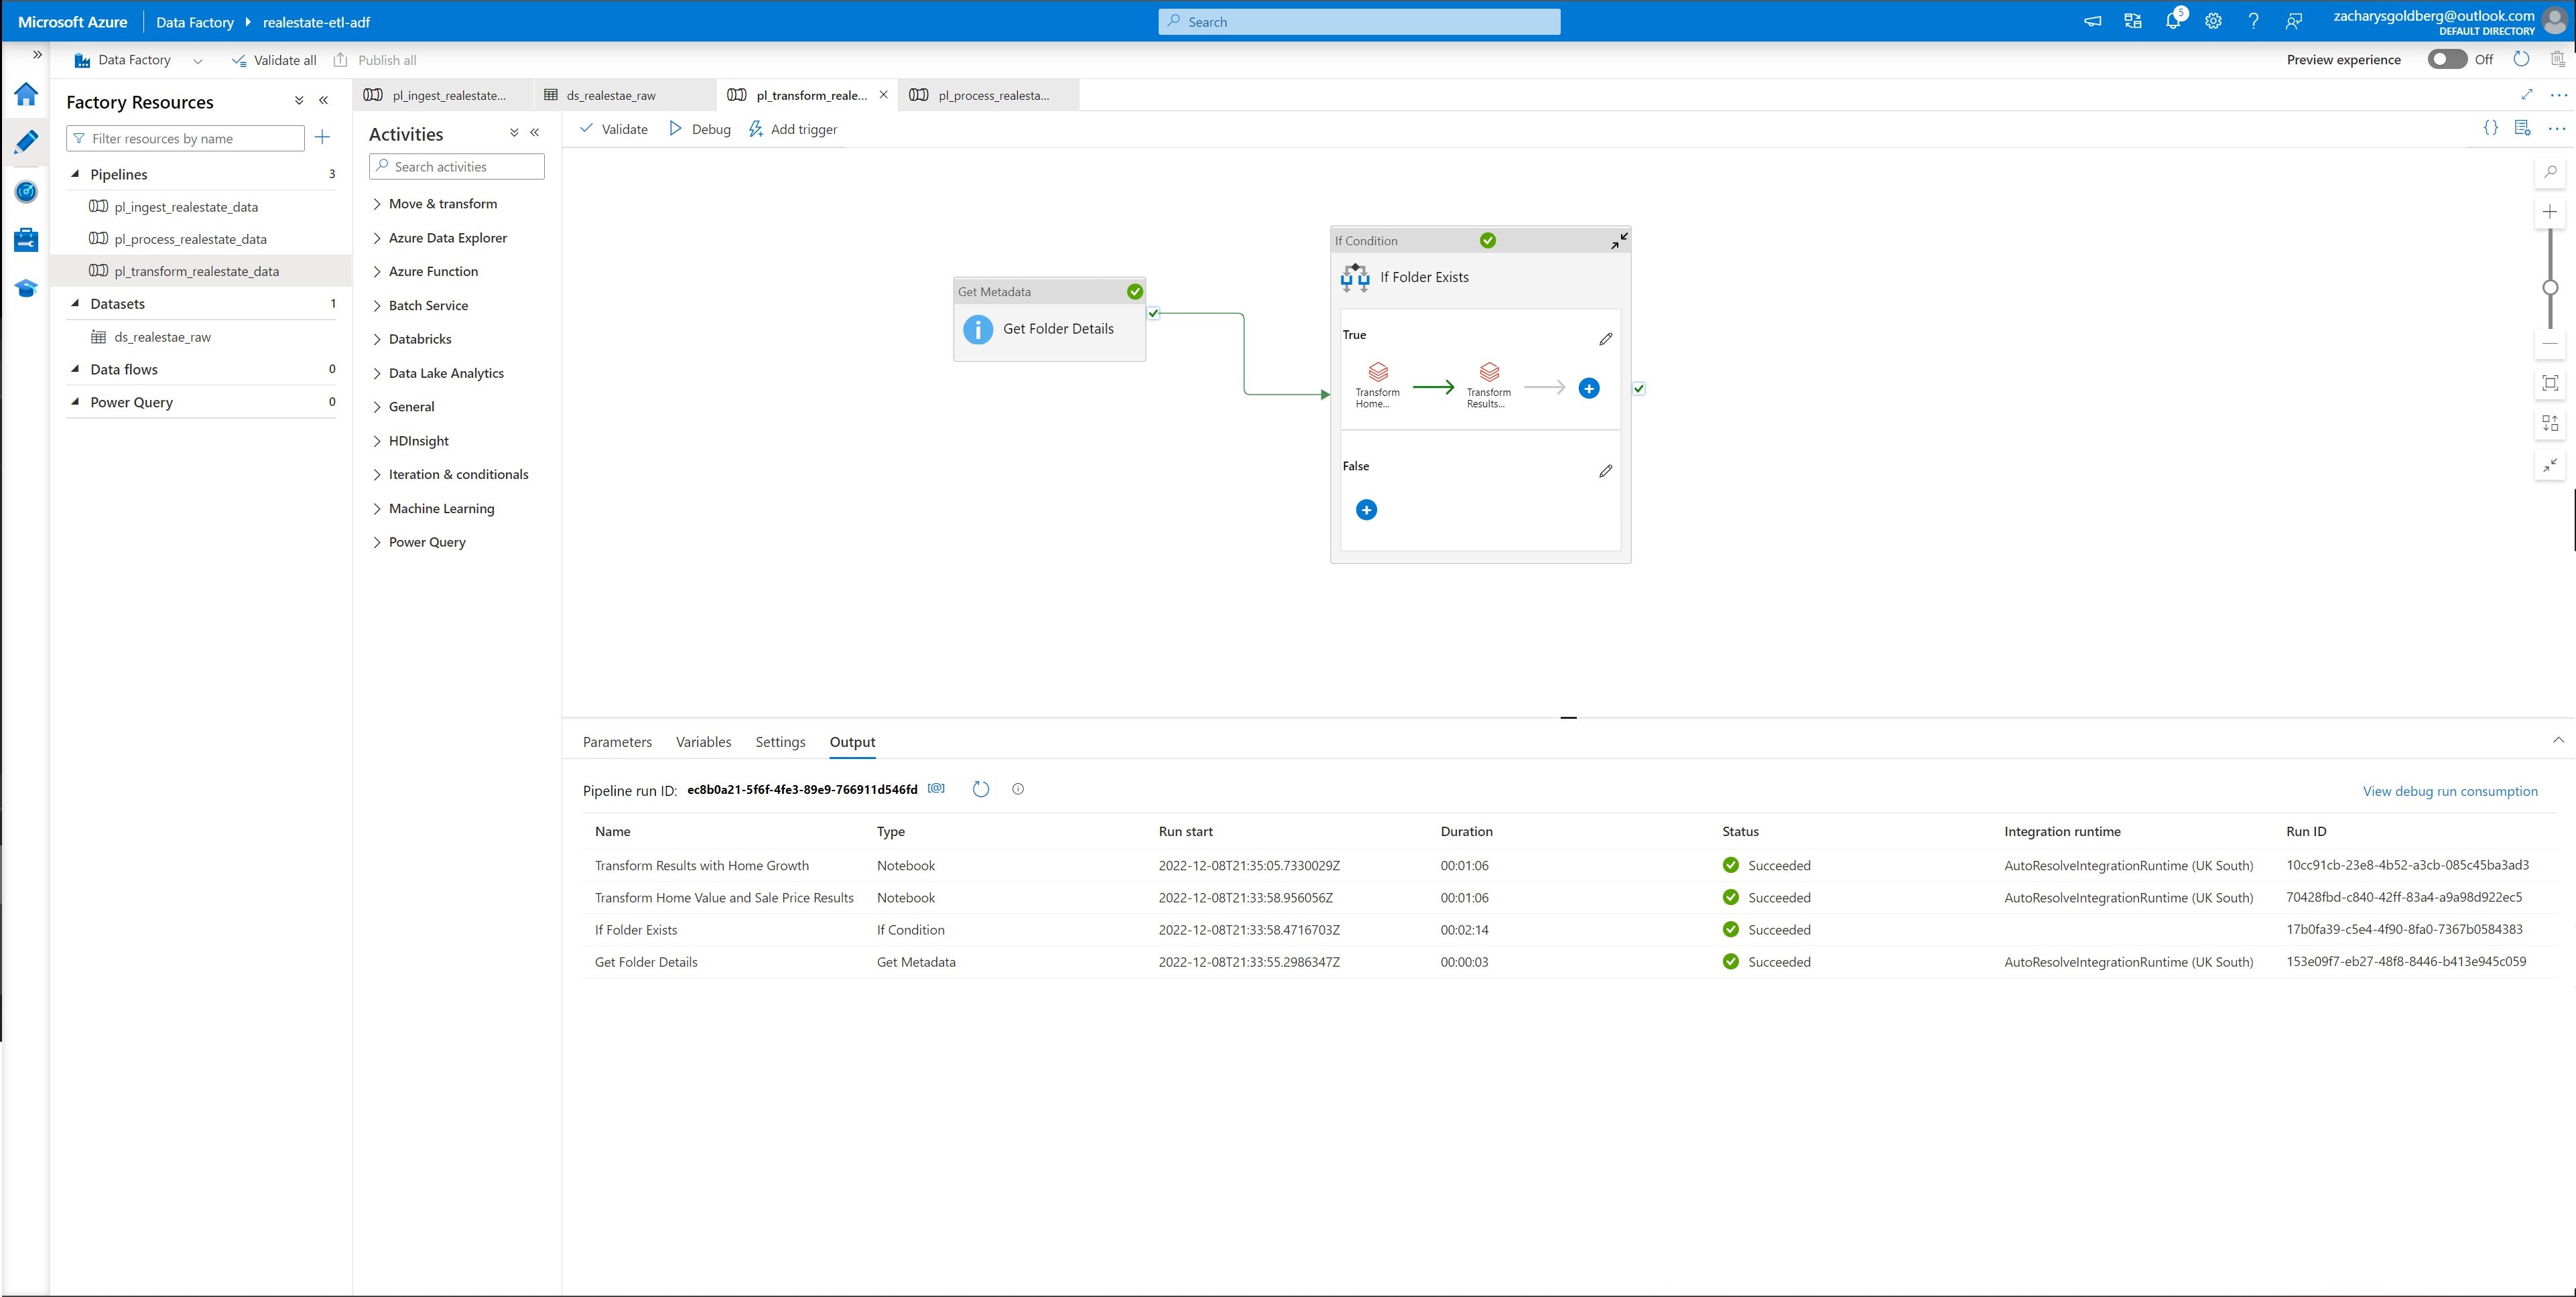 Microsoft Azure
Data Factory
realestate-etl-adf
Search
5
zacharysgoldberg@outlook.com
DEFAULT DIRECTORY
Data Factory
Validate all
Publish all
Preview experience
Off
Factory Resources
Filter resources by name
Pipelines 3
pl_ingest_realestate_data
pl_process_realestate_data
pl_transform_realestate_data
Datasets 1
ds_realestae_raw
Data flows 0
Power Query 0
pl_ingest_realestate...
ds_realestae_raw
pl_transform_reale...
pl_process_realesta...
Activities
Search activities
Move & transform
Azure Data Explorer
Azure Function
Batch Service
Databricks
Data Lake Analytics
General
HDInsight
Iteration & conditionals
Machine Learning
Power Query
Validate
Debug
Add trigger
Get Metadata
Get Folder Details
If Condition
If Folder Exists
True
Transform
Home...
Transform
Results...
False
Parameters Variables Settings Output
Pipeline run ID: ec8b0a21-5f6f-4fe3-89e9-766911d546fd
View debug run consumption
Name Type Run start Duration Status Integration runtime Run ID
Transform Results with Home Growth Notebook 2022-12-08T21:35:05.7330029Z 00:01:06 Succeeded AutoResolveIntegrationRuntime (UK South) 10cc91cb-23e8-4b52-a3cb-085c45ba3ad3
Transform Home Value and Sale Price Results Notebook 2022-12-08T21:33:58.956056Z 00:01:06 Succeeded AutoResolveIntegrationRuntime (UK South) 70428fbd-c840-42ff-83a4-a9a98d922ec5
If Folder Exists If Condition 2022-12-08T21:33:58.4716703Z 00:02:14 Succeeded 17b0fa39-c5e4-4f90-8fa0-7367b0584383
Get Folder Details Get Metadata 2022-12-08T21:33:55.2986347Z 00:00:03 Succeeded AutoResolveIntegrationRuntime (UK South) 153e09f7-eb27-48f8-8446-b413e945c059